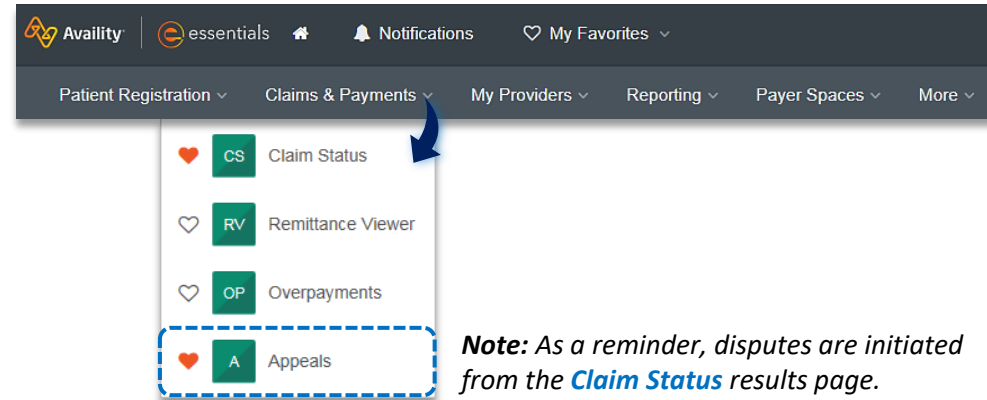 Availity essentials Notifications My Favorites
Patient Registration Claims & Payments My Providers Reporting Payer Spaces More
CS Claim Status
RV Remittance Viewer
OP Overpayments
A Appeals
Note: As a reminder, disputes are initiated
from the Claim Status results page.